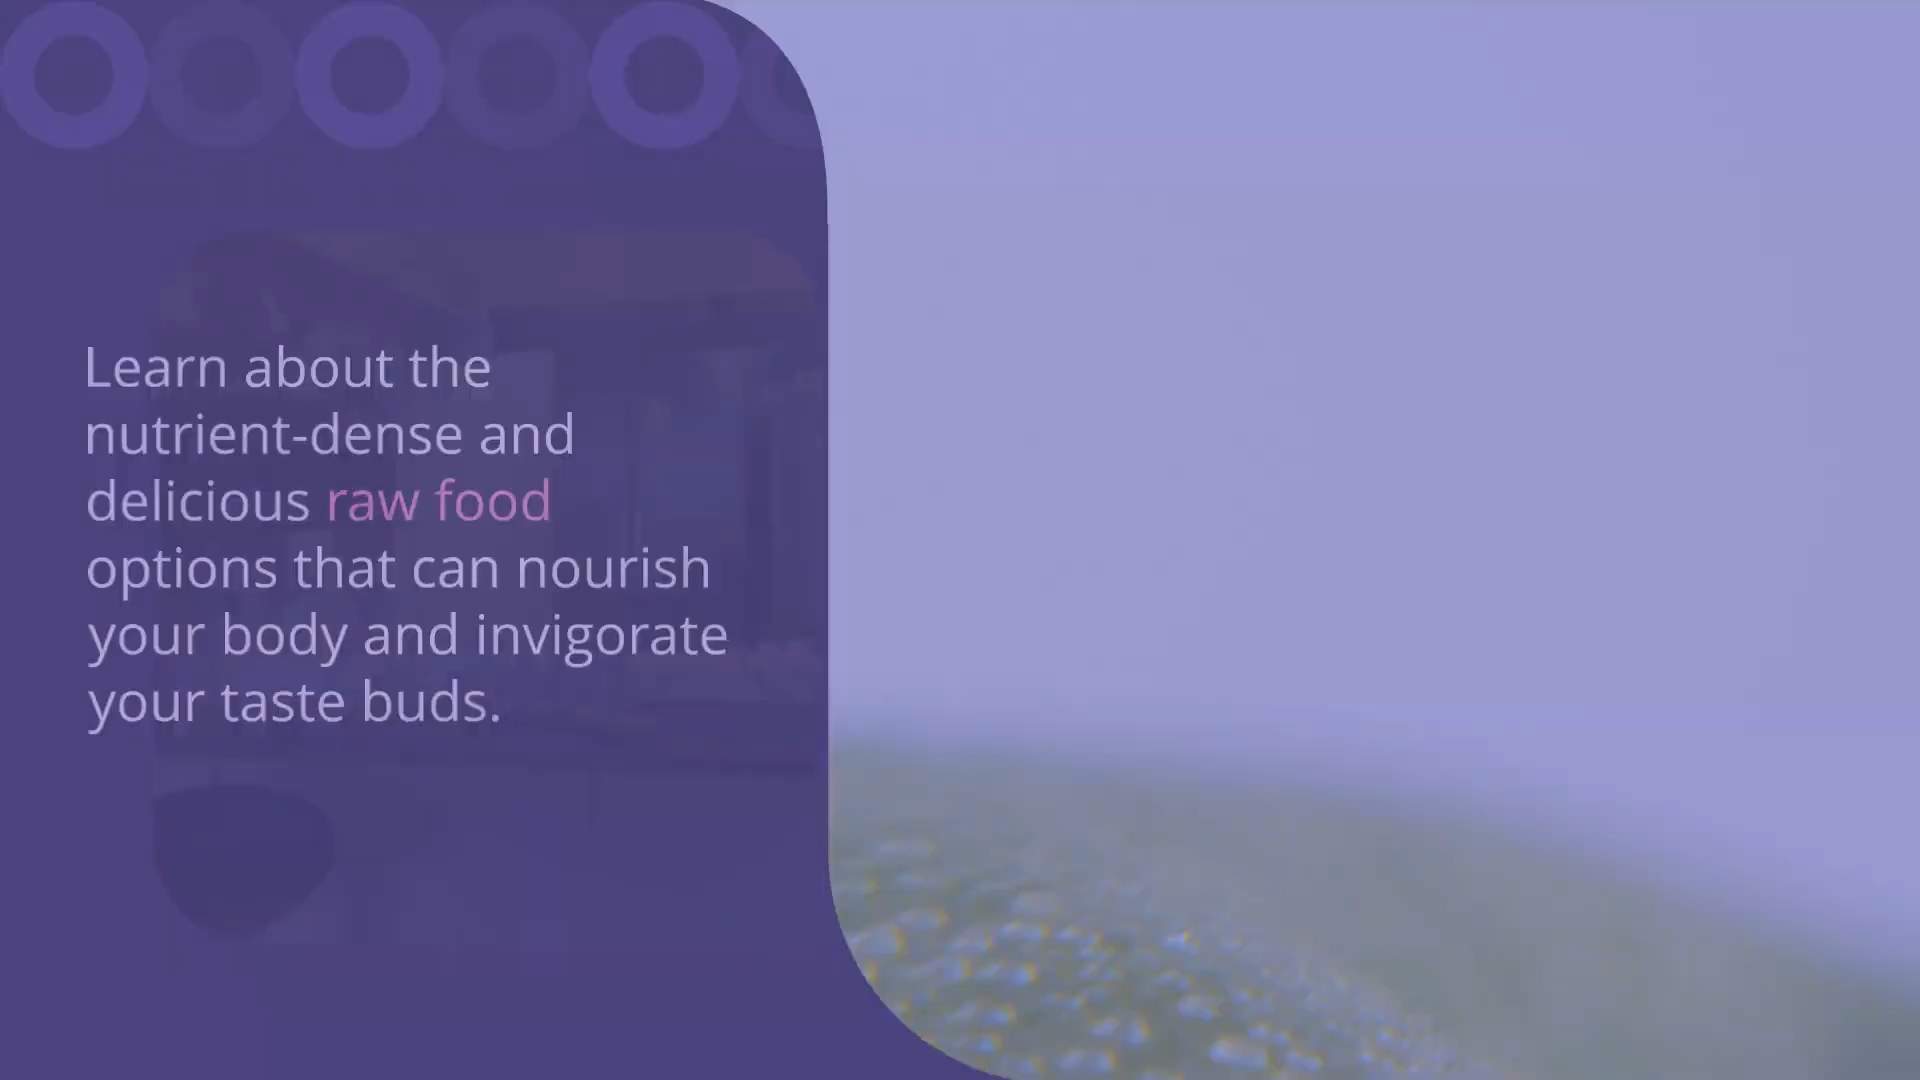 Learn about the
nutrient-dense and
delicious raw food
options that can nourish
your body and invigorate
your taste buds.